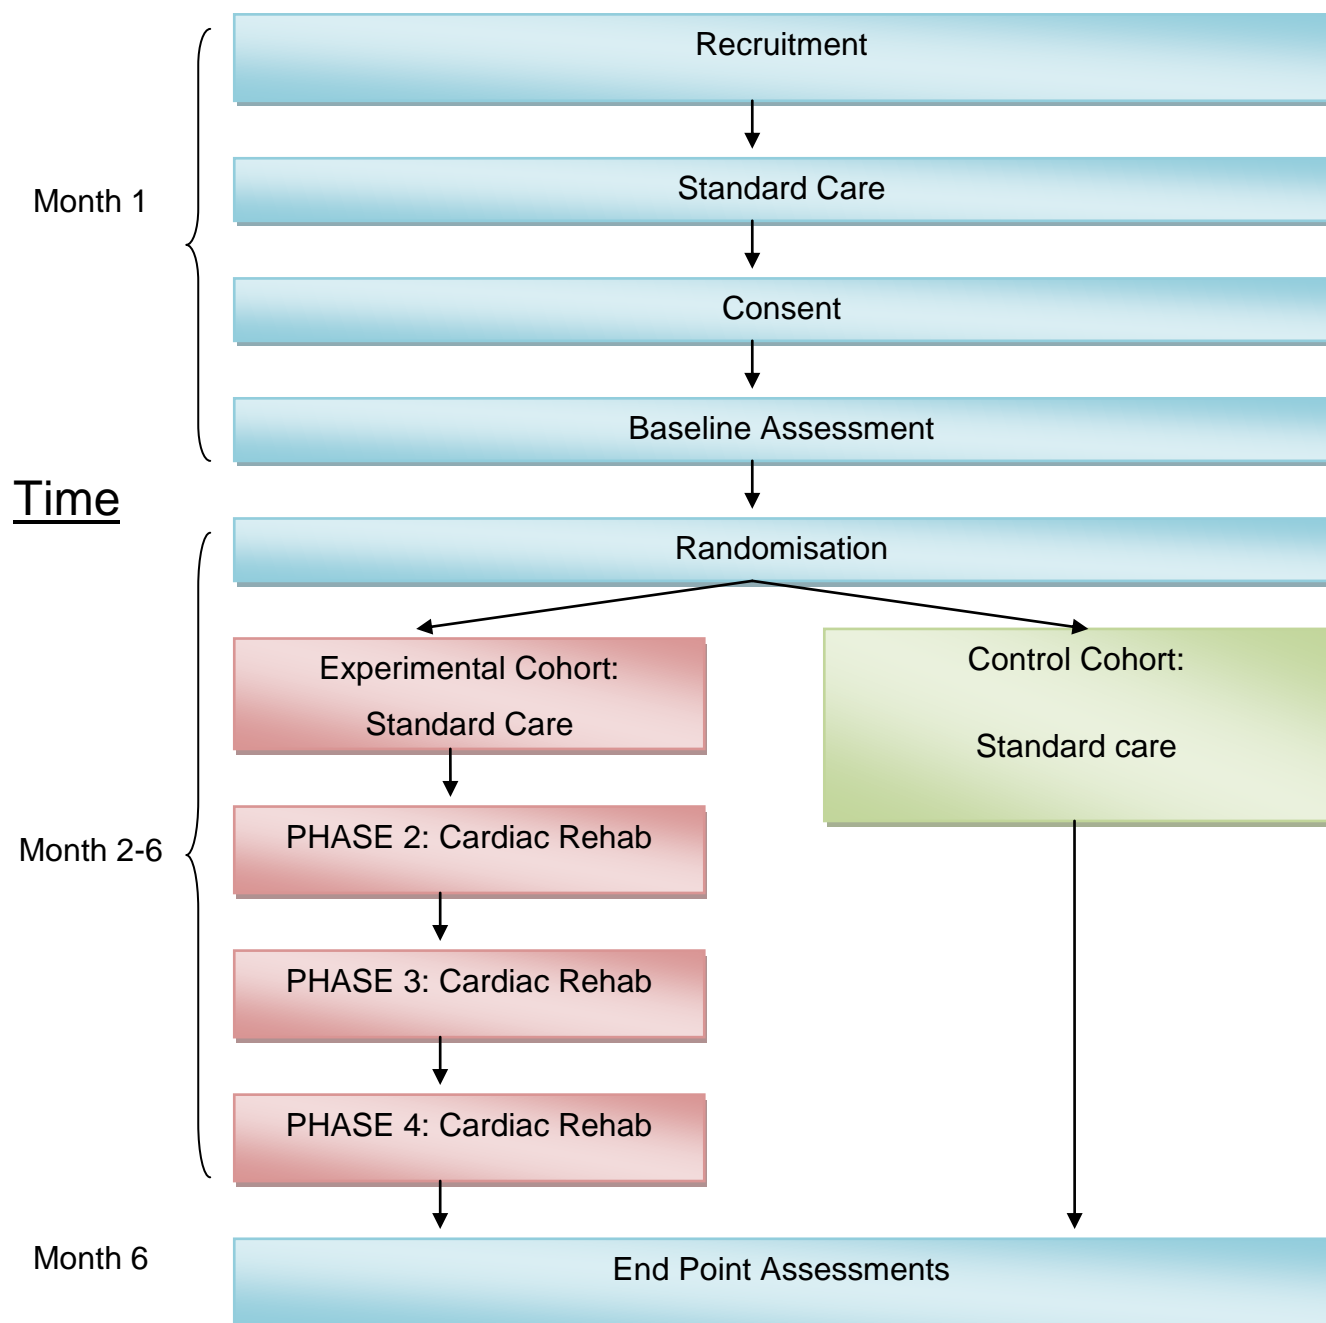 Recruitment
Month 1
Standard Care
Consent
Baseline Assessment
Time
Randomisation
Experimental Cohort:
Standard Care
Control Cohort:
Standard care
Month 2-6
PHASE 2: Cardiac Rehab
PHASE 3: Cardiac Rehab
PHASE 4: Cardiac Rehab
Month 6
End Point Assessments